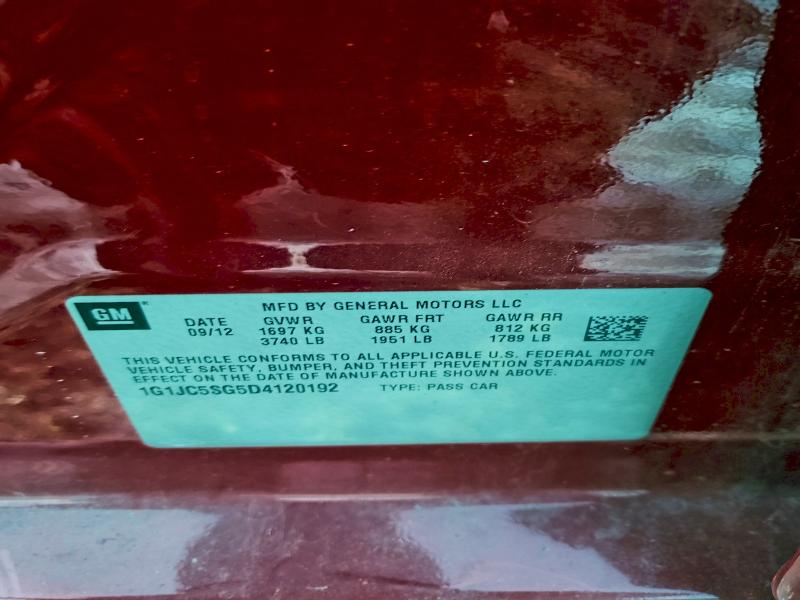 GM
MFD BY GENERAL MOTORS LLC
DATE GVWR GAWR FRT GAWR RR
09/12 1697 KG 885 KG 812 KG
3740 LB 1951 LB 1789 LB
THIS VEHICLE CONFORMS TO ALL APPLICABLE U.S. FEDERAL MOTOR
VEHICLE SAFETY, BUMPER, AND THEFT PREVENTION STANDARDS IN
EFFECT ON THE DATE OF MANUFACTURE SHOWN ABOVE.
1G1JC5SG5D4120192 TYPE: PASS CAR